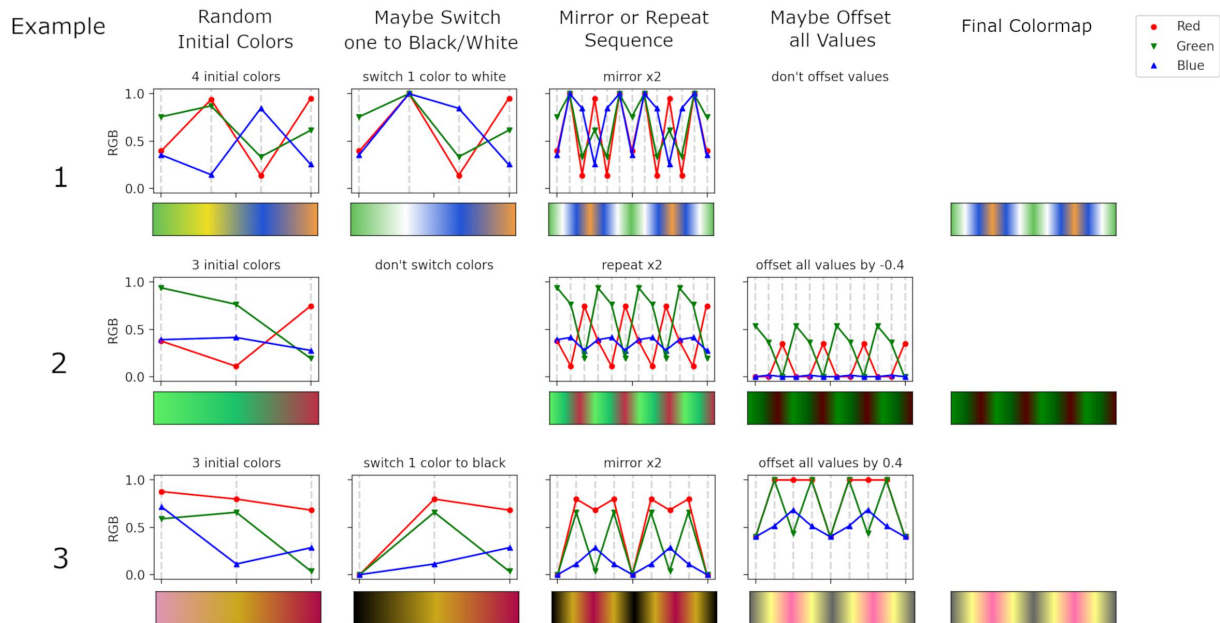 Example
Random
Initial Colors
Maybe Switch
one to Black/White
Mirror or Repeat
Sequence
Maybe Offset
all Values
Final Colormap
Red
Green
Blue
1
4 initial colors
switch 1 color to white
mirror x2
don't offset values
1.0
0.5
0.0
RGB
2
3 initial colors
don't switch colors
repeat x2
offset all values by -0.4
1.0
0.5
0.0
RGB
3
3 initial colors
switch 1 color to black
mirror x2
offset all values by 0.4
1.0
0.5
0.0
RGB